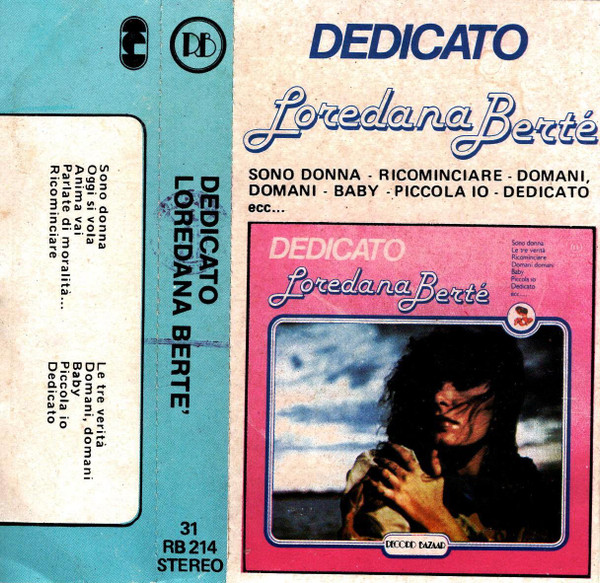 RB
Sono donna
Oggi si vola
Anima vai
Parlate di moralità...
Ricominciare
Le tre verità
Domani, domani
Baby
Piccola io
Dedicato
DEDICATO
LOREDANA BERTE'
31
RB 214
STEREO
DEDICATO
Loredana Berté
SONO DONNA - RICOMINCIARE - DOMANI,
DOMANI - BABY - PICCOLA IO - DEDICATO
ecc...
DEDICATO
Loredana Berté
Sono donna
Le tre verità
Ricominciare
Domani, domani
Baby
Piccola io
Dedicato
ecc....
POP
RECORD BAZAAR